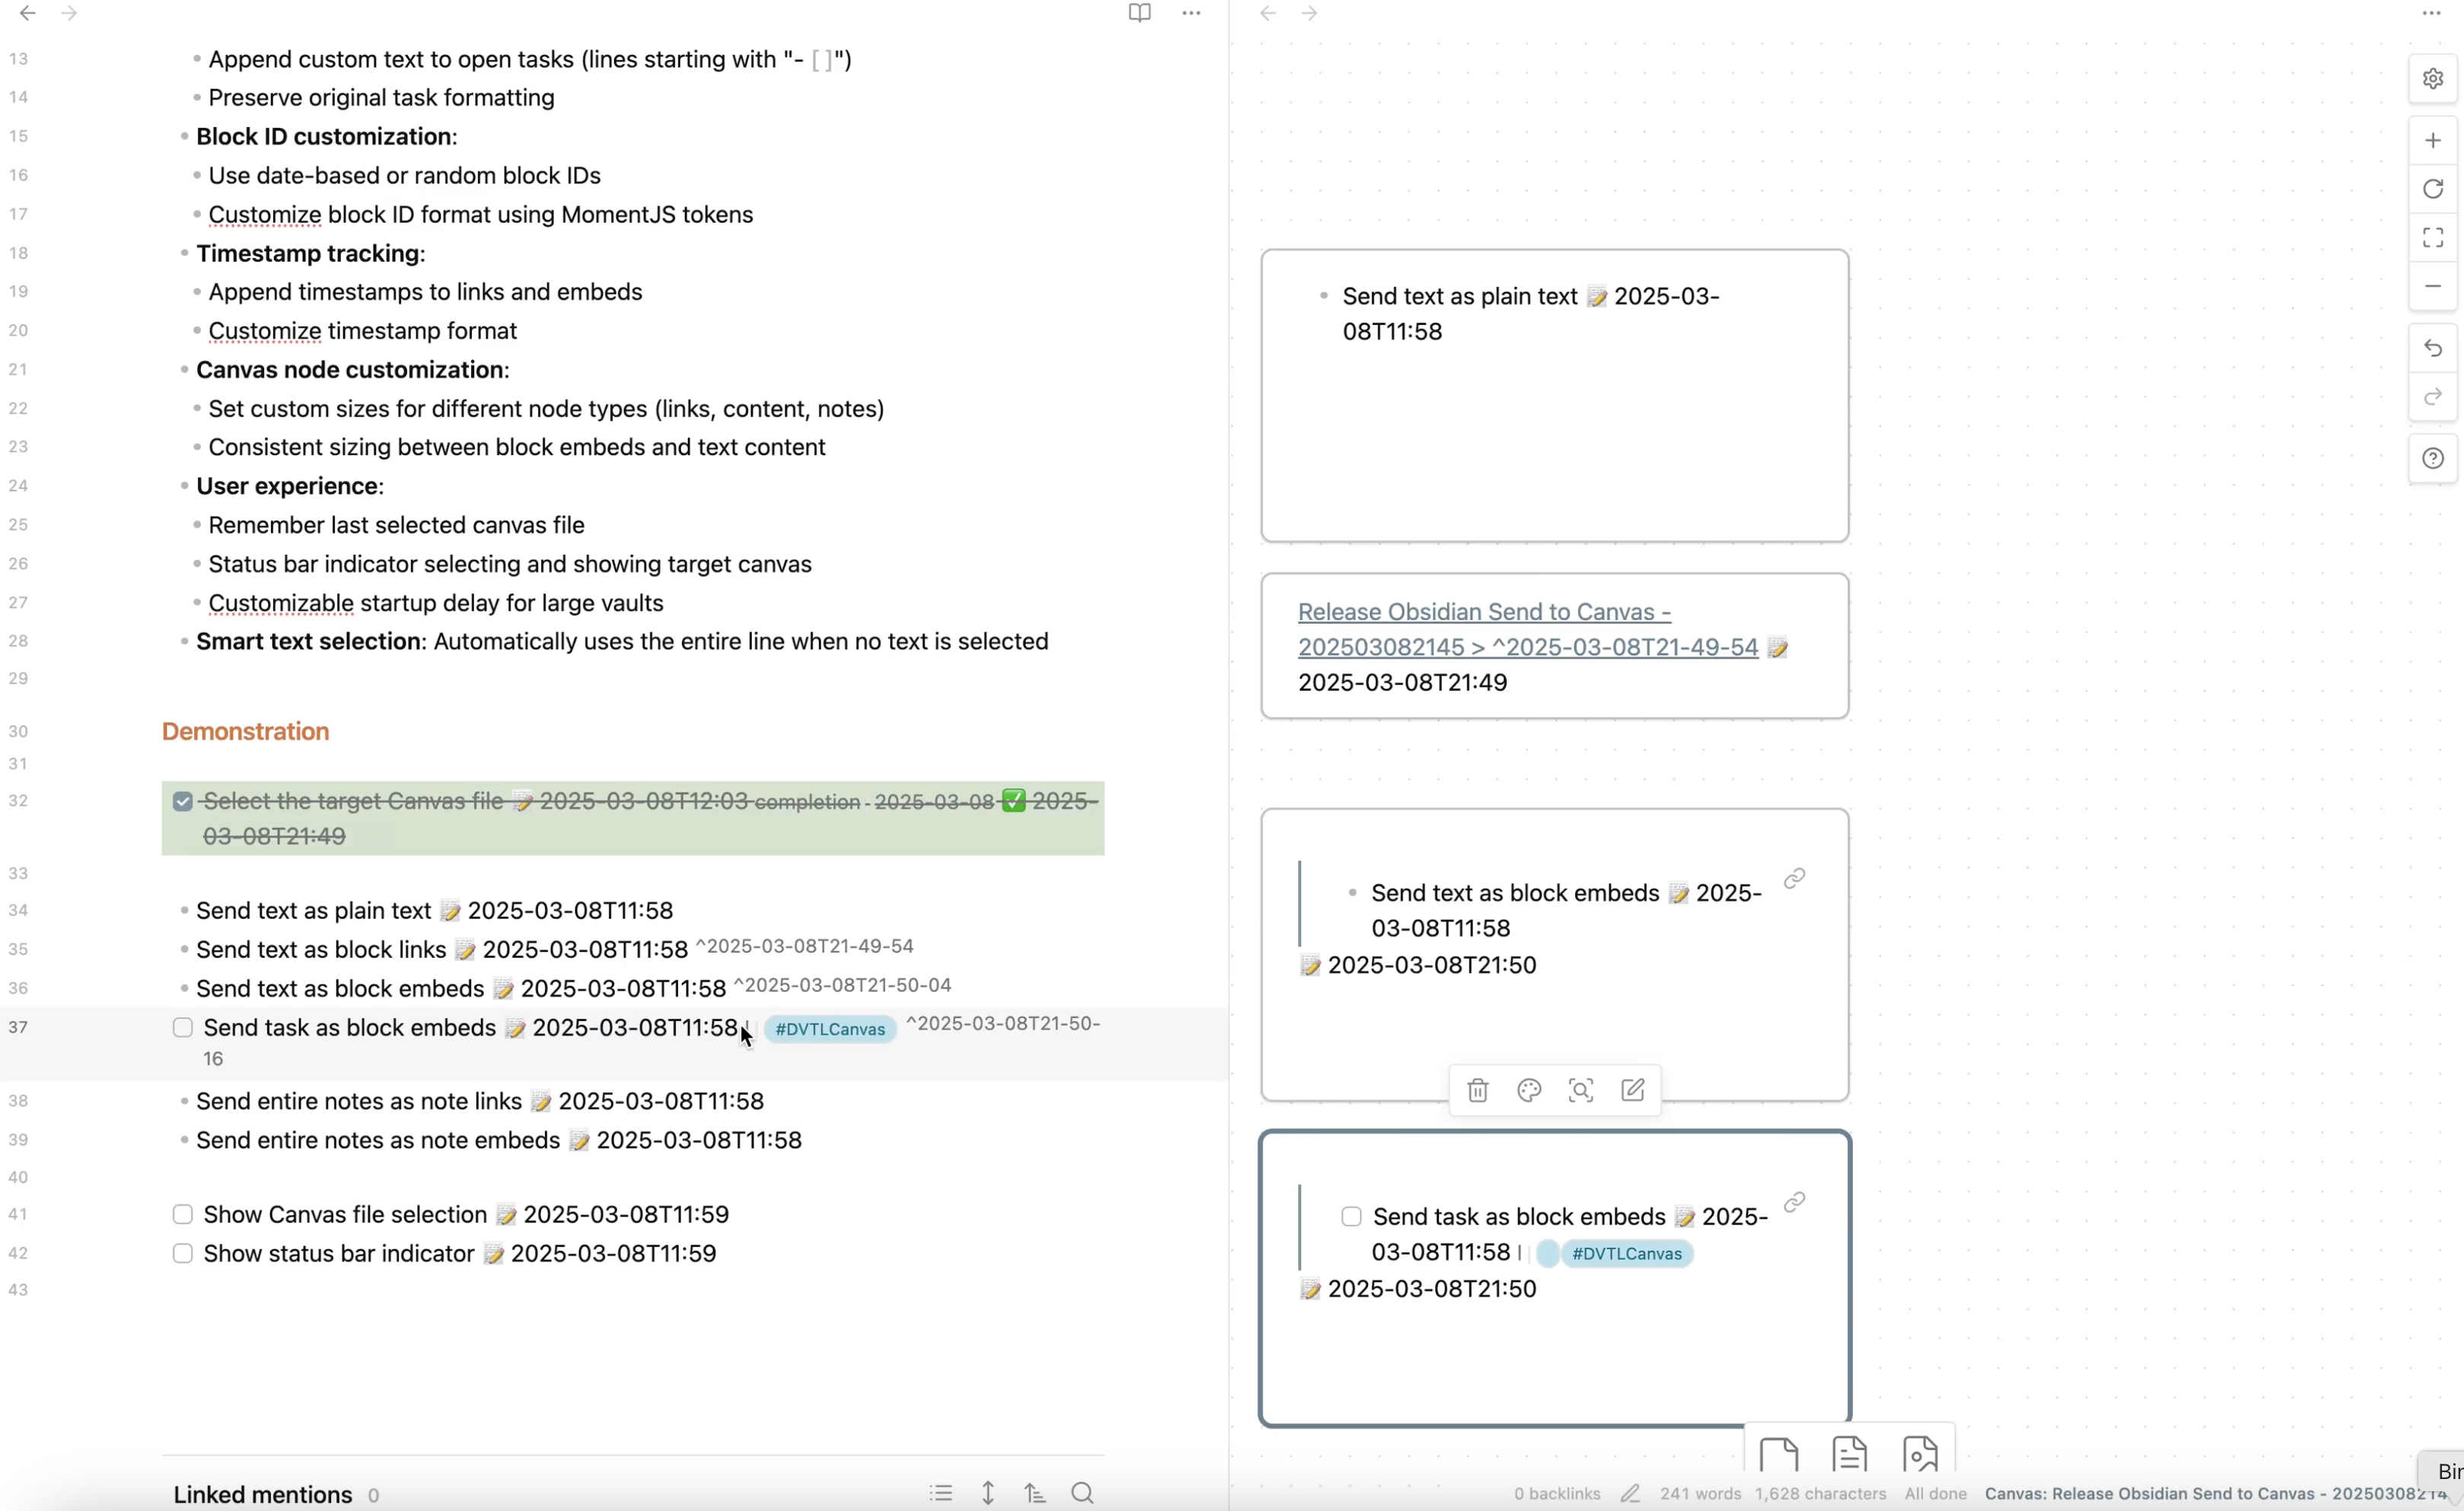 13 Append custom text to open tasks (lines starting with "- [ ]")
14 Preserve original task formatting
15 Block ID customization:
16 Use date-based or random block IDs
17 Customize block ID format using MomentJS tokens
18 Timestamp tracking:
19 Append timestamps to links and embeds
20 Customize timestamp format
21 Canvas node customization:
22 Set custom sizes for different node types (links, content, notes)
23 Consistent sizing between block embeds and text content
24 User experience:
25 Remember last selected canvas file
26 Status bar indicator selecting and showing target canvas
27 Customizable startup delay for large vaults
28 Smart text selection: Automatically uses the entire line when no text is selected
29
30 Demonstration
31
32 Select the target Canvas file 📝 2025-03-08T12:03 completion - 2025-03-08 ✅ 2025-
03-08T21:49
33
34 Send text as plain text 📝 2025-03-08T11:58
35 Send text as block links 📝 2025-03-08T11:58 ^2025-03-08T21-49-54
36 Send text as block embeds 📝 2025-03-08T11:58 ^2025-03-08T21-50-04
37 Send task as block embeds 📝 2025-03-08T11:58 | #DVTLCanvas ^2025-03-08T21-50-
16
38 Send entire notes as note links 📝 2025-03-08T11:58
39 Send entire notes as note embeds 📝 2025-03-08T11:58
40
41 Show Canvas file selection 📝 2025-03-08T11:59
42 Show status bar indicator 📝 2025-03-08T11:59
43
Linked mentions 0
Send text as plain text 📝 2025-03-
08T11:58
Release Obsidian Send to Canvas -
202503082145 > ^2025-03-08T21-49-54 📝
2025-03-08T21:49
Send text as block embeds 📝 2025-
03-08T11:58
📝 2025-03-08T21:50
Send task as block embeds 📝 2025-
03-08T11:58 | #DVTLCanvas
📝 2025-03-08T21:50
0 backlinks 241 words 1,628 characters All done Canvas: Release Obsidian Send to Canvas - 2025030821